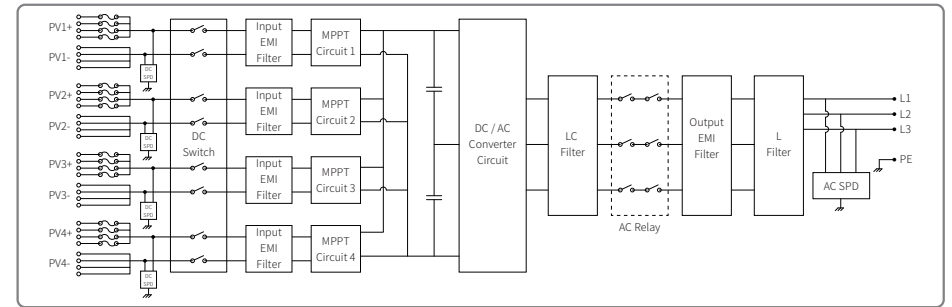 PV1+
PV1-
DC
SPD
Input
EMI
Filter
MPPT
Circuit 1
PV2+
PV2-
DC
SPD
Input
EMI
Filter
MPPT
Circuit 2
DC
Switch
PV3+
PV3-
DC
SPD
Input
EMI
Filter
MPPT
Circuit 3
PV4+
PV4-
DC
SPD
Input
EMI
Filter
MPPT
Circuit 4
DC / AC
Converter
Circuit
LC
Filter
AC Relay
Output
EMI
Filter
L
Filter
L1
L2
L3
PE
AC SPD